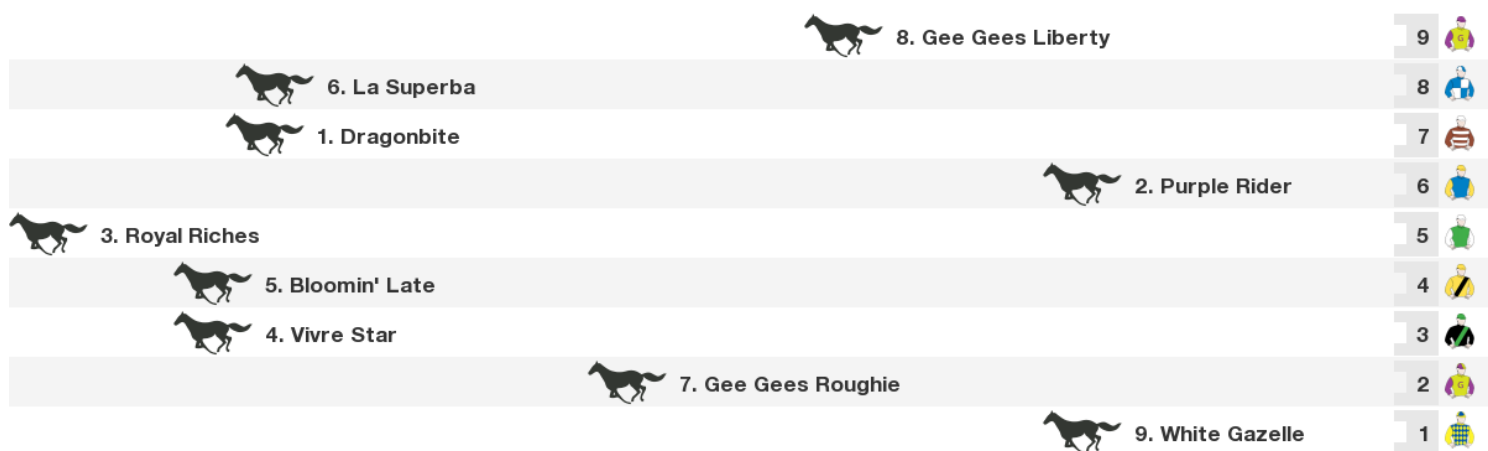 8. Gee Gees Liberty 9
6. La Superba 8
1. Dragonbite 7
2. Purple Rider 6
3. Royal Riches 5
5. Bloomin' Late 4
4. Vivre Star 3
7. Gee Gees Roughie 2
9. White Gazelle 1